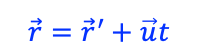 r⃗ = r⃗ ′ + u⃗t